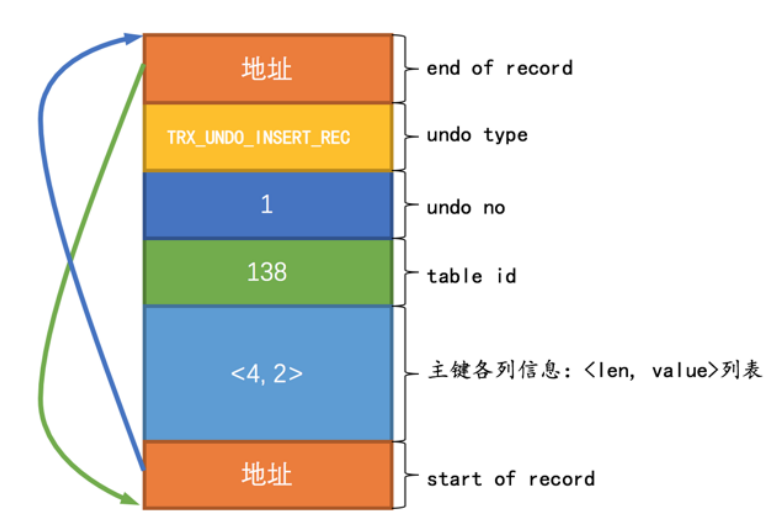 地址 end of record
TRX_UNDO_INSERT_REC undo type
1 undo no
138 table id
<4, 2> 主键各列信息：<len, value>列表
地址 start of record